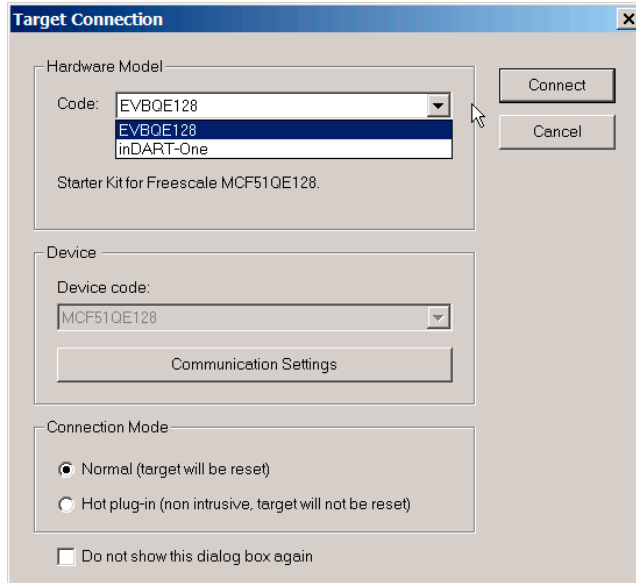 Target Connection
Hardware Model
Code: EVBQE128
EVBQE128
inDART-One
Starter Kit for Freescale MCF51QE128.
Connect
Cancel
Device
Device code:
MCF51QE128
Communication Settings
Connection Mode
Normal (target will be reset)
Hot plug-in (non intrusive, target will not be reset)
Do not show this dialog box again